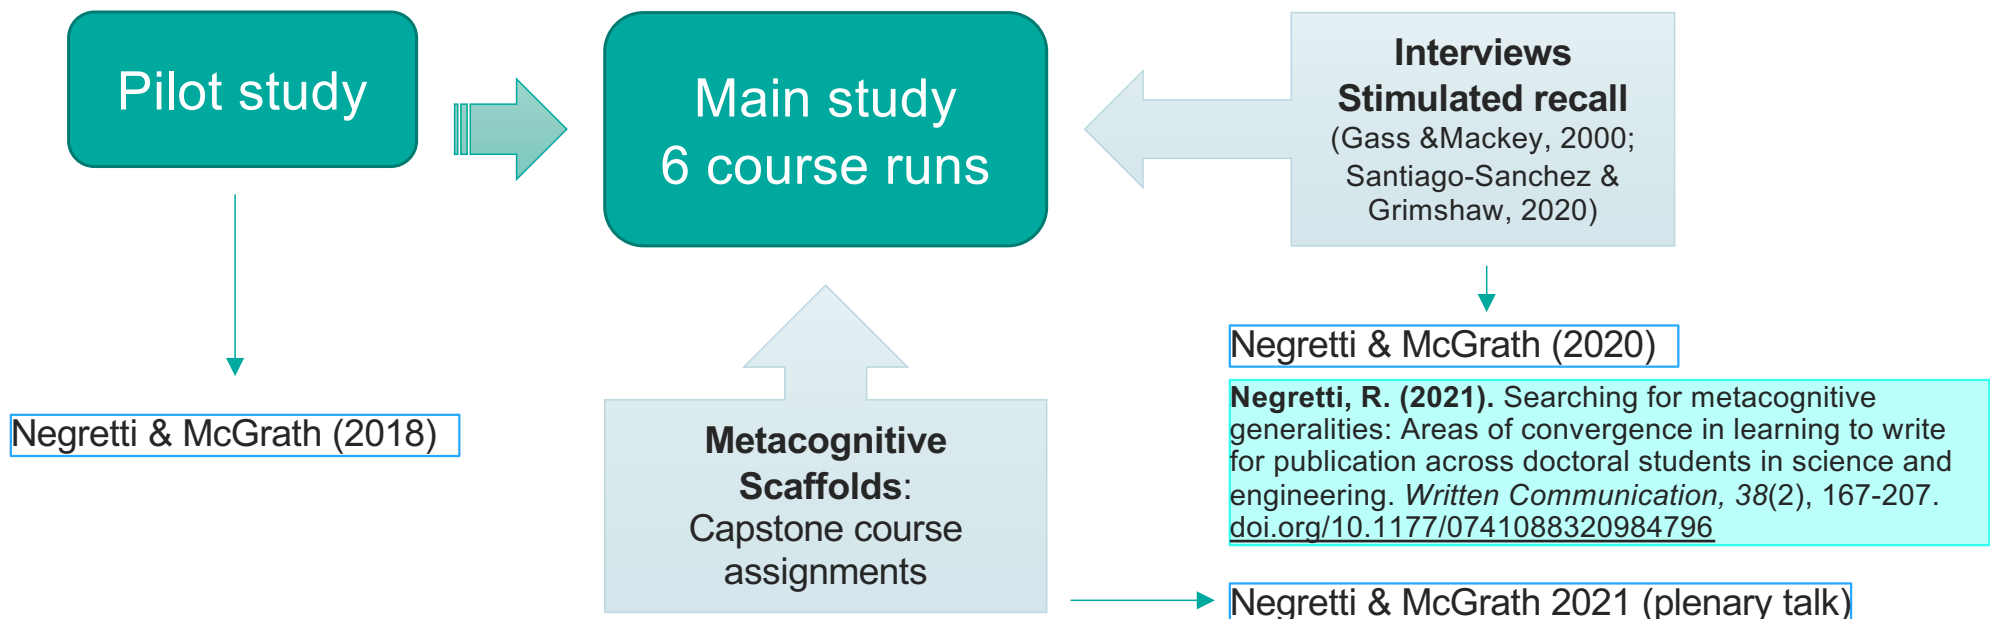 Pilot study
Main study
6 course runs
Interviews
Stimulated recall
(Gass &Mackey, 2000;
Santiago-Sanchez &
Grimshaw, 2020)
Negretti & McGrath (2018)
Metacognitive
Scaffolds:
Capstone course
assignments
Negretti & McGrath (2020)
Negretti, R. (2021). Searching for metacognitive
generalities: Areas of convergence in learning to write
for publication across doctoral students in science and
engineering. Written Communication, 38(2), 167-207.
doi.org/10.1177/0741088320984796
Negretti & McGrath 2021 (plenary talk)